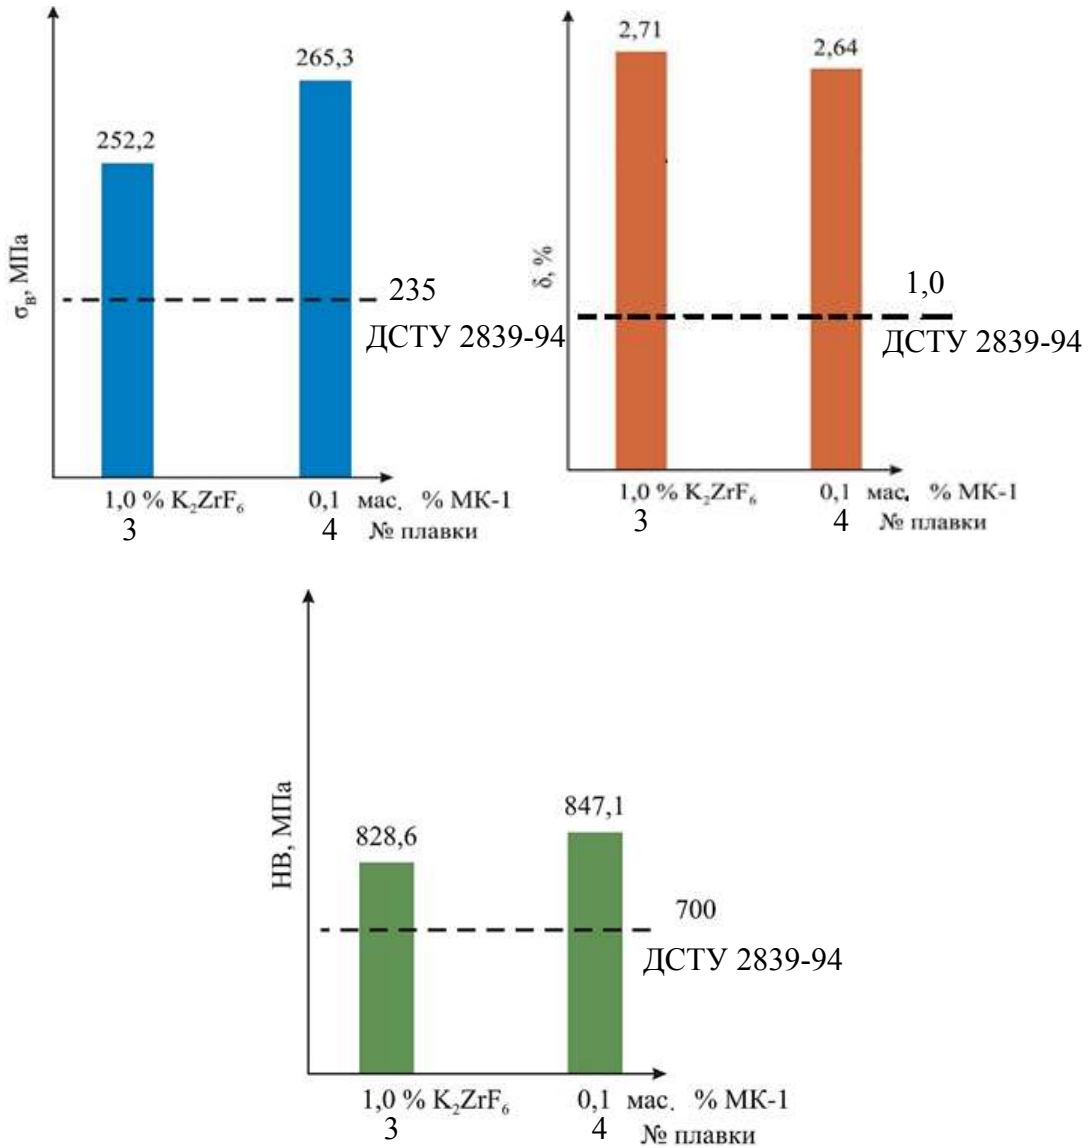 265,3
252,2
σ_в, МПа
235
ДСТУ 2839-94
1,0 % K₂ZrF₆ 0,1 мас. % МК-1
3 4 № плавки
2,71
2,64
δ, %
1,0
ДСТУ 2839-94
1,0 % K₂ZrF₆ 0,1 мас. % МК-1
3 4 № плавки
847,1
828,6
НВ, МПа
700
ДСТУ 2839-94
1,0 % K₂ZrF₆ 0,1 мас. % МК-1
3 4 № плавки